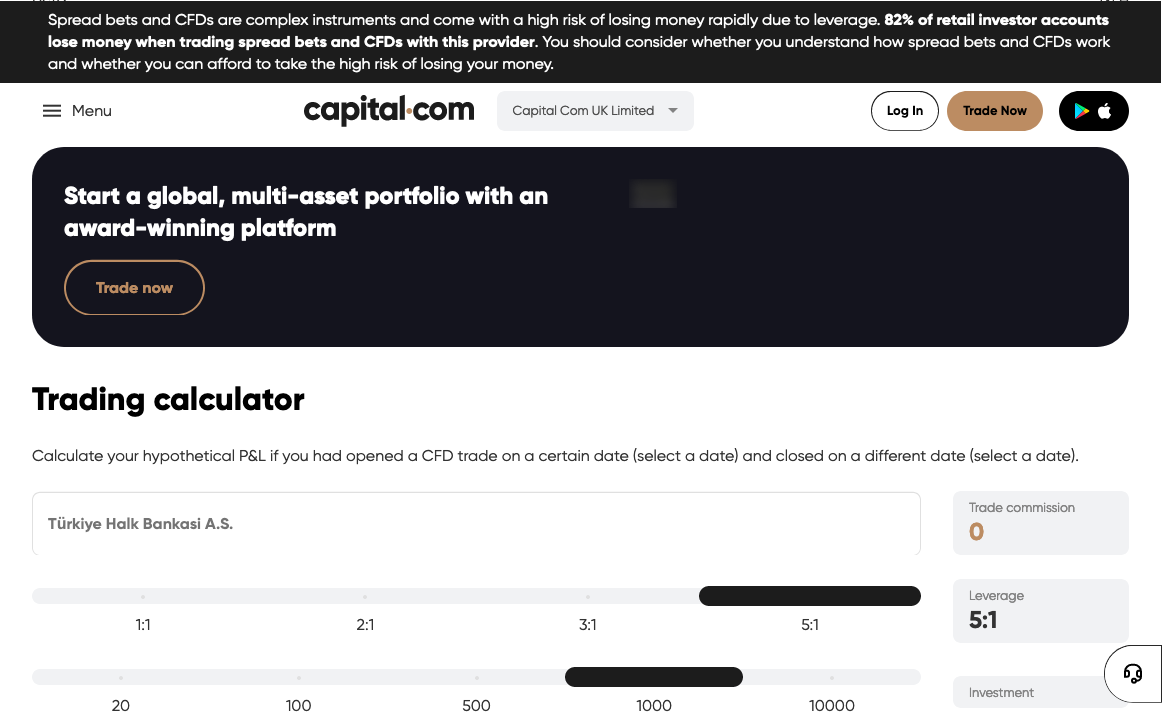 Spread bets and CFDs are complex instruments and come with a high risk of losing money rapidly due to leverage. 82% of retail investor accounts
lose money when trading spread bets and CFDs with this provider. You should consider whether you understand how spread bets and CFDs work
and whether you can afford to take the high risk of losing your money.
Menu
capital.com
Capital Com UK Limited
Log In
Trade Now
Start a global, multi-asset portfolio with an
award-winning platform
Trade now
Trading calculator
Calculate your hypothetical P&L if you had opened a CFD trade on a certain date (select a date) and closed on a different date (select a date).
Türkiye Halk Bankasi A.S.
Trade commission
0
1:1 2:1 3:1 5:1
Leverage
5:1
20 100 500 1000 10000
Investment